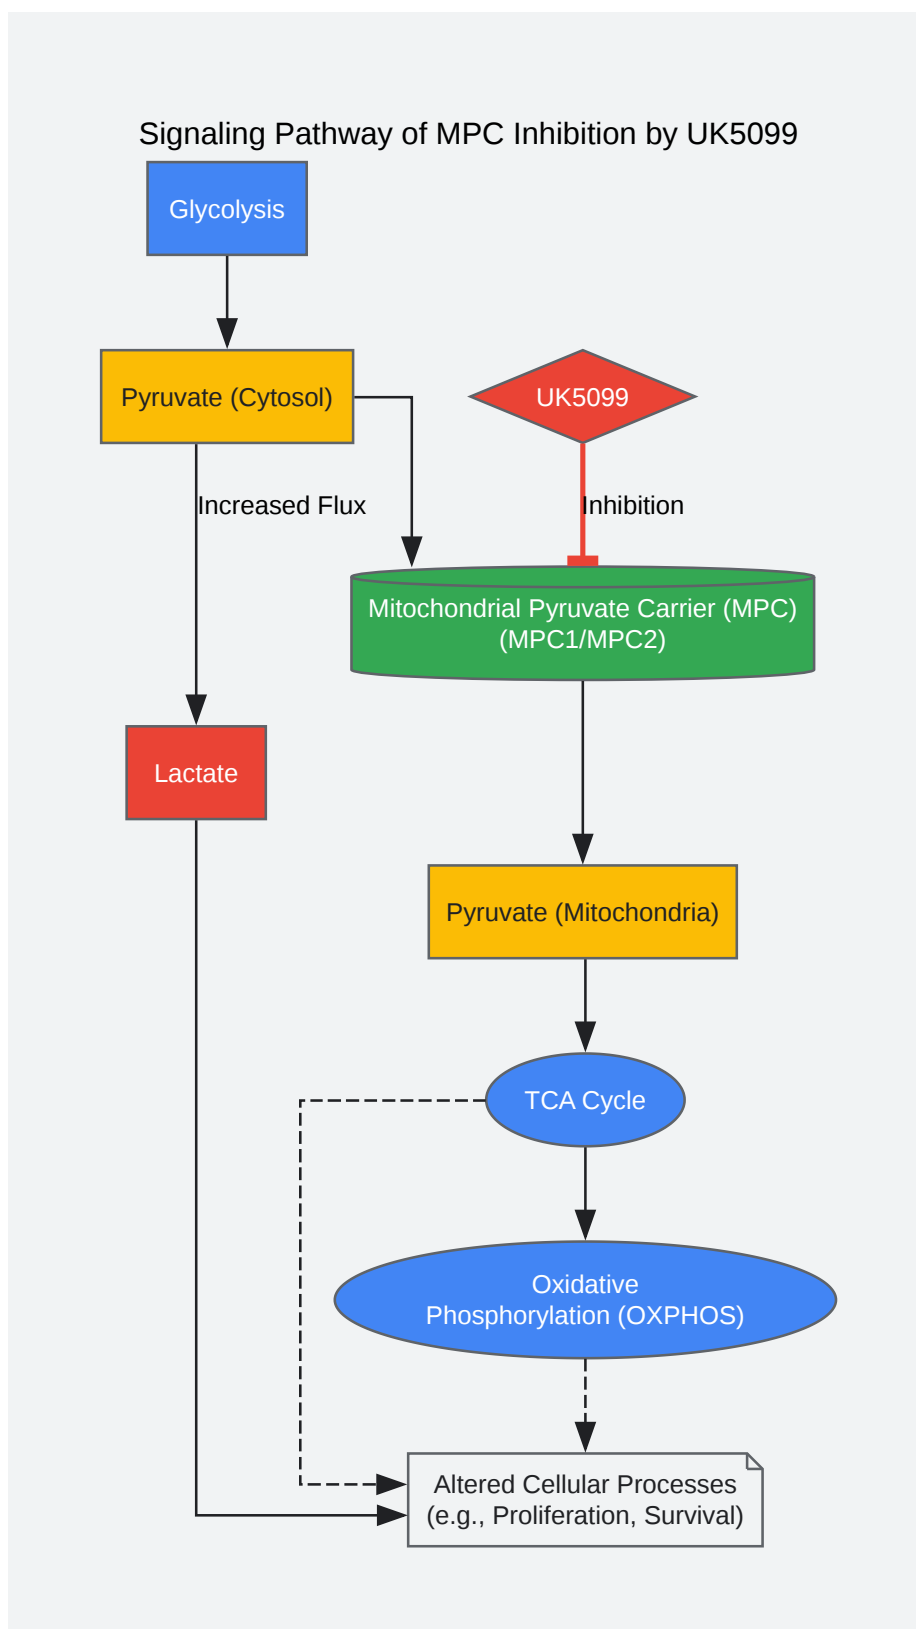 Signaling Pathway of MPC Inhibition by UK5099
Glycolysis
Pyruvate (Cytosol)
UK5099
Increased Flux
Inhibition
Mitochondrial Pyruvate Carrier (MPC)
(MPC1/MPC2)
Lactate
Pyruvate (Mitochondria)
TCA Cycle
Oxidative
Phosphorylation (OXPHOS)
Altered Cellular Processes
(e.g., Proliferation, Survival)